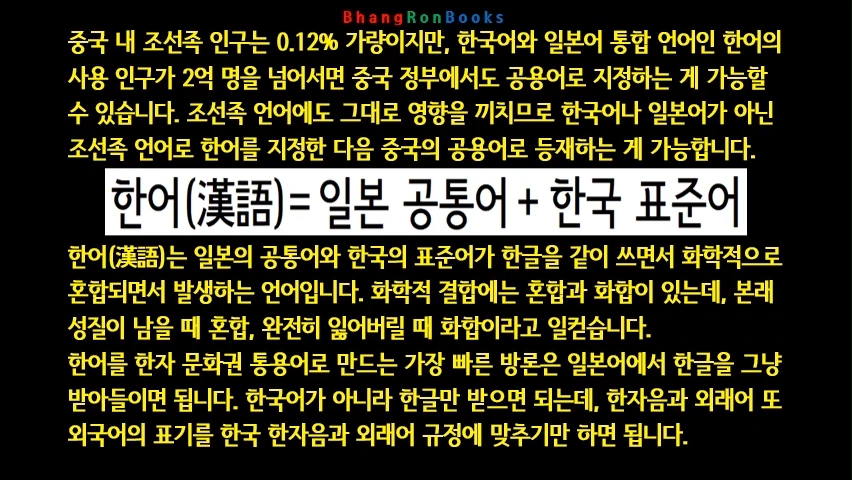 BhangRonBooks
중국 내 조선족 인구는 0.12% 가량이지만, 한국어와 일본어 통합 언어인 한어의
사용 인구가 2억 명을 넘어서면 중국 정부에서도 공용어로 지정하는 게 가능할
수 있습니다. 조선족 언어에도 그대로 영향을 끼치므로 한국어나 일본어가 아닌
조선족 언어로 한어를 지정한 다음 중국의 공용어로 등재하는 게 가능합니다.
한어(漢語)=일본 공통어 + 한국 표준어
한어(漢語)는 일본의 공통어와 한국의 표준어가 한글을 같이 쓰면서 화학적으로
혼합되면서 발생하는 언어입니다. 화학적 결합에는 혼합과 화합이 있는데, 본래
성질이 남을 때 혼합, 완전히 잃어버릴 때 화합이라고 일컫습니다.
한어를 한자 문화권 통용어로 만드는 가장 빠른 방론은 일본어에서 한글을 그냥
받아들이면 됩니다. 한국어가 아니라 한글만 받으면 되는데, 한자음과 외래어 또
외국어의 표기를 한국 한자음과 외래어 규정에 맞추기만 하면 됩니다.